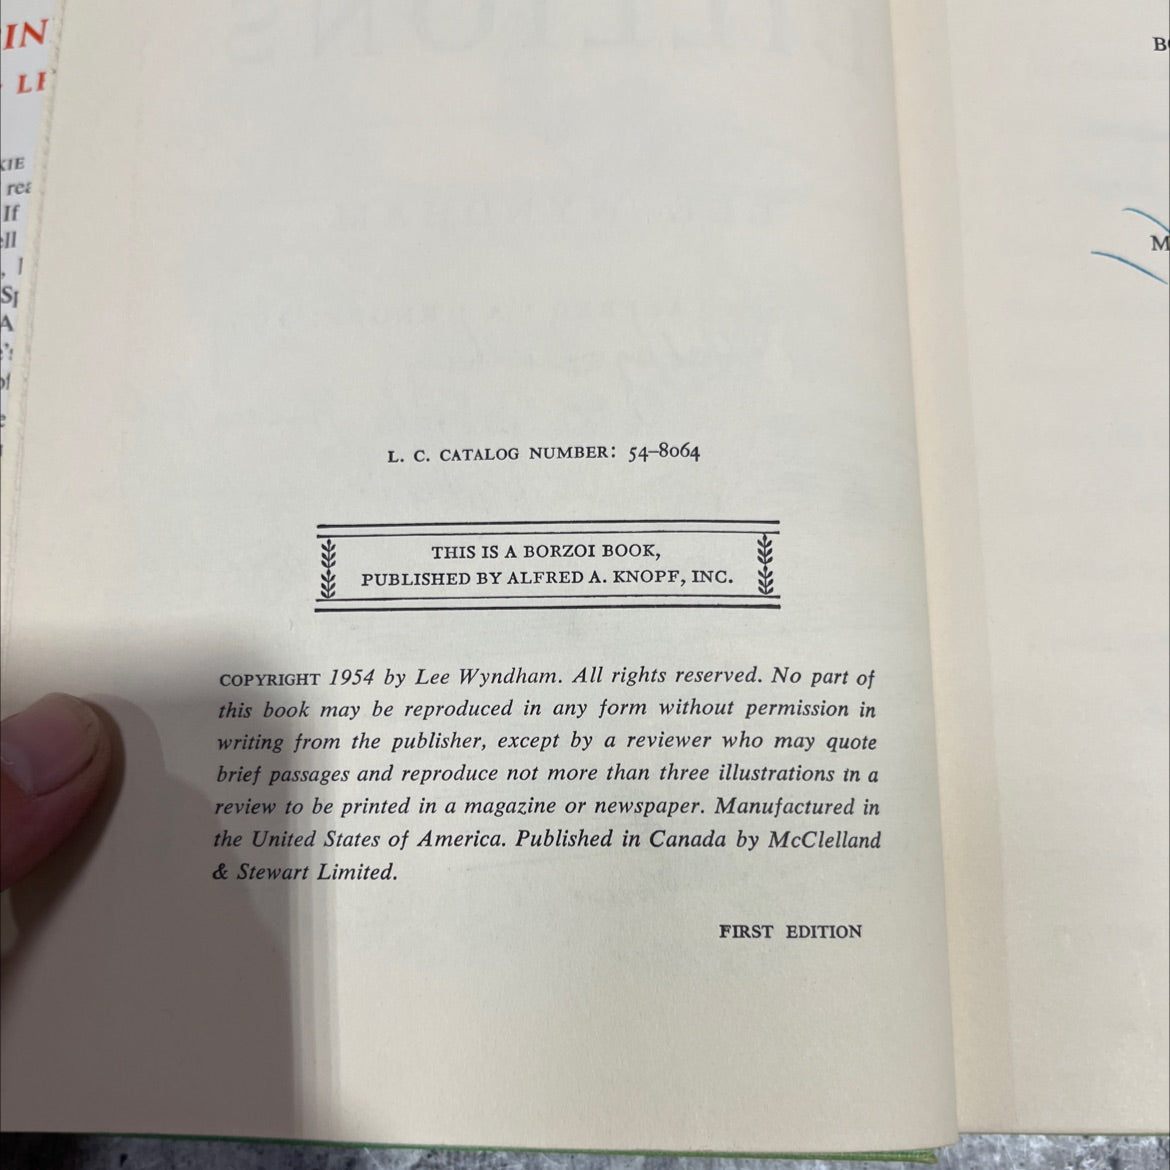 IN
KIE
If
L. C. CATALOG NUMBER: 54–8064
THIS IS A BORZOI BOOK,
PUBLISHED BY ALFRED A. KNOPF, INC.
COPYRIGHT 1954 by Lee Wyndham. All rights reserved. No part of
this book may be reproduced in any form without permission in
writing from the publisher, except by a reviewer who may quote
brief passages and reproduce not more than three illustrations in a
review to be printed in a magazine or newspaper. Manufactured in
the United States of America. Published in Canada by McClelland
& Stewart Limited.
FIRST EDITION